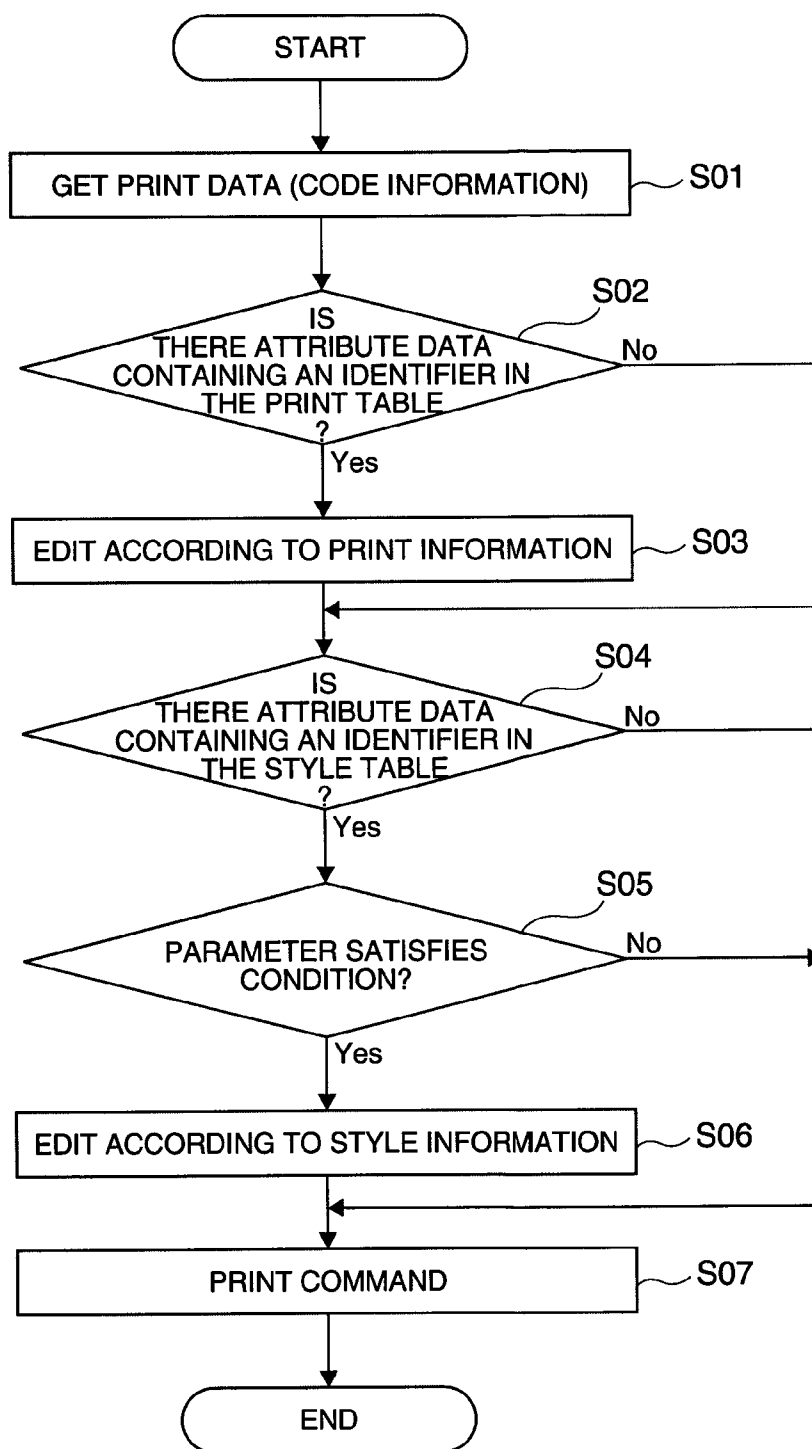 START
GET PRINT DATA (CODE INFORMATION)
S01
S02
IS
THERE ATTRIBUTE DATA
CONTAINING AN IDENTIFIER IN
THE PRINT TABLE
?
No
Yes
EDIT ACCORDING TO PRINT INFORMATION
S03
S04
IS
THERE ATTRIBUTE DATA
CONTAINING AN IDENTIFIER IN
THE STYLE TABLE
?
No
Yes
S05
PARAMETER SATISFIES
CONDITION?
No
Yes
EDIT ACCORDING TO STYLE INFORMATION
S06
PRINT COMMAND
S07
END